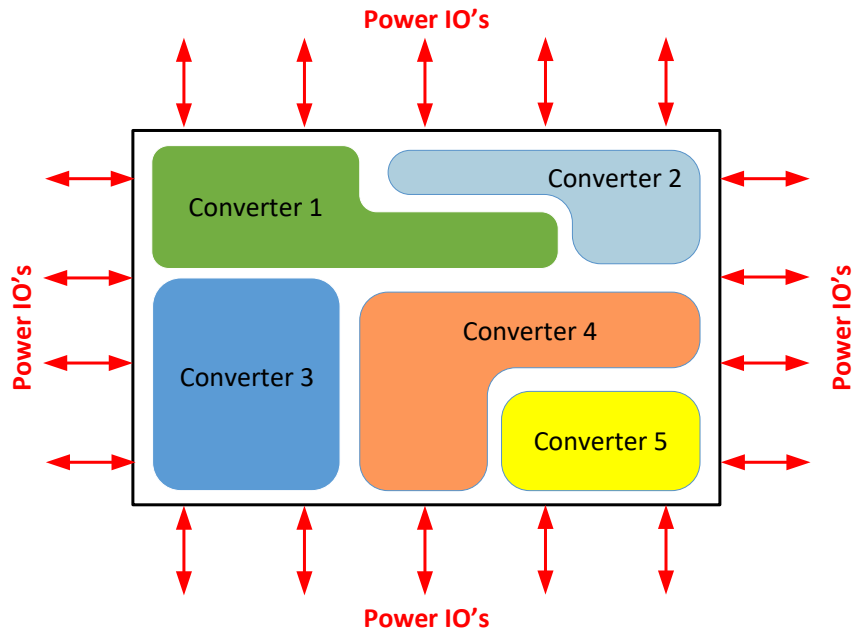 Power IO's
Converter 1
Converter 2
Power IO's
Power IO's
Converter 3
Converter 4
Converter 5
Power IO's